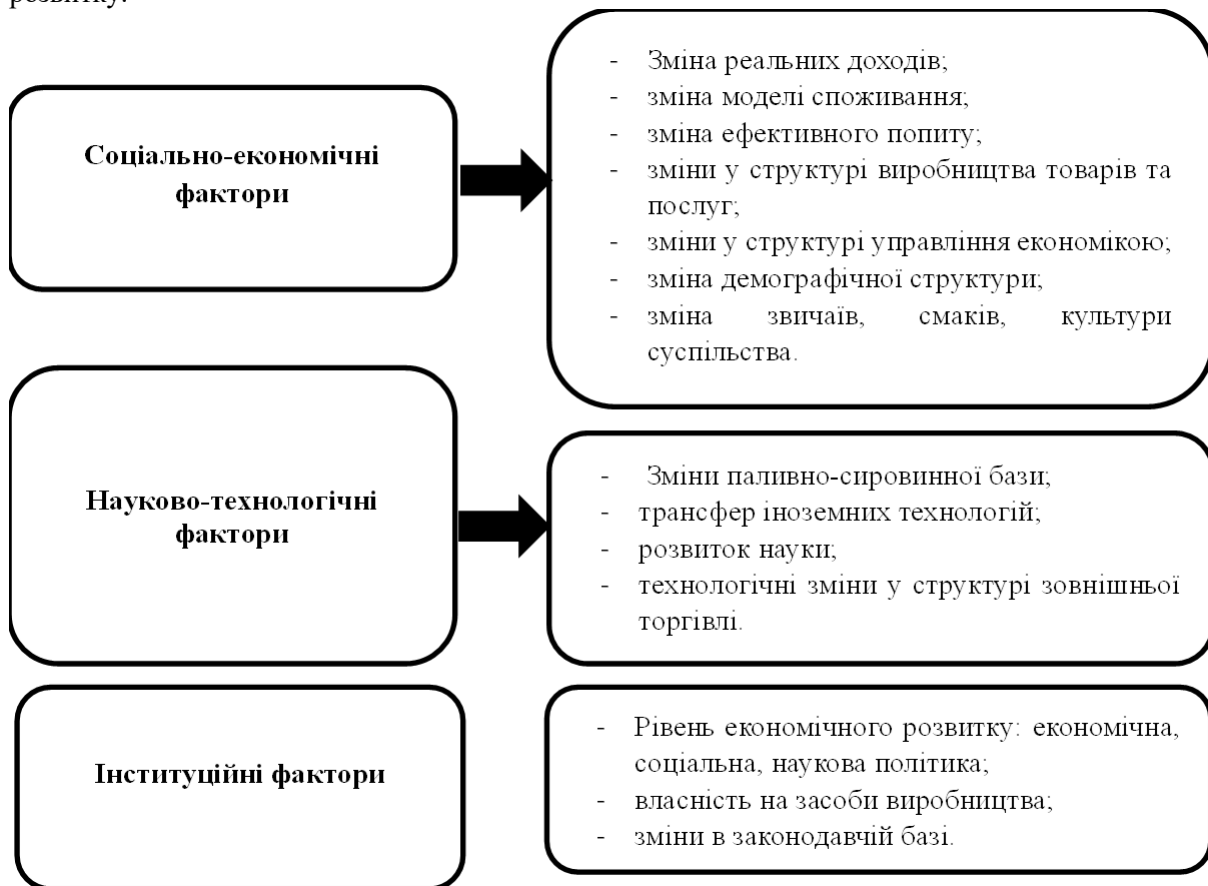 розвитку.
Соціально-економічні
фактори
- Зміна реальних доходів;
- зміна моделі споживання;
- зміна ефективного попиту;
- зміни у структурі виробництва товарів та
послуг;
- зміни у структурі управління економікою;
- зміна демографічної структури;
- зміна звичаїв, смаків, культури
суспільства.
Науково-технологічні
фактори
- Зміни паливно-сировинної бази;
- трансфер іноземних технологій;
- розвиток науки;
- технологічні зміни у структурі зовнішньої
торгівлі.
Інституційні фактори
- Рівень економічного розвитку: економічна,
соціальна, наукова політика;
- власність на засоби виробництва;
- зміни в законодавчій базі.